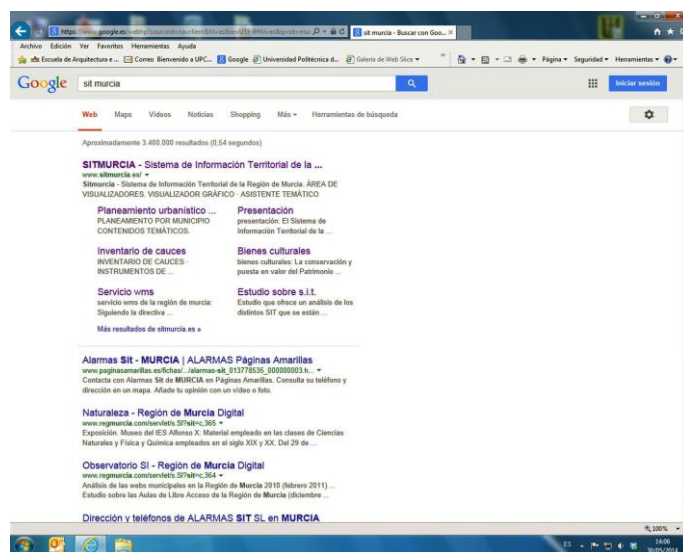 https://www.google.es/
sit murcia - Buscar con Goo...
Archivo Edición Ver Favoritos Herramientas Ayuda
Escuela de Arquitectura e ... Correo Bienvenido a UPC... Google Universidad Politécnica d... Galería de Web Slice Página Seguridad Herramientas
Google sit murcia Iniciar sesión
Web Maps Vídeos Noticias Shopping Más Herramientas de búsqueda
Aproximadamente 3.400.000 resultados (0,54 segundos)
SITMURCIA - Sistema de Información Territorial de la ...
www.sitmurcia.es/
Sitmurcia - Sistema de Información Territorial de la Región de Murcia. ÁREA DE
VISUALIZADORES. VISUALIZADOR GRÁFICO · ASISTENTE TEMÁTICO
Planeamiento urbanístico ...
PLANEAMIENTO POR MUNICIPIO
CONTENIDOS TEMÁTICOS.
Presentación
presentación: El Sistema de
Información Territorial de la ...
Inventario de cauces
INVENTARIO DE CAUCES ·
INSTRUMENTOS DE ...
Bienes culturales
bienes culturales: La conservación y
puesta en valor del Patrimonio ...
Servicio wms
servicio wms de la región de murcia:
Siguiendo la directiva ...
Estudio sobre s.i.t.
Estudio que ofrece un análisis de los
distintos SIT que se están ...
Más resultados de sitmurcia.es »
Alarmas Sit - MURCIA | ALARMAS Páginas Amarillas
www.paginasamarillas.es/fichas/.../alarmas-sit_013770535_000000003.h...
Contacta con Alarmas Sit de MURCIA en Páginas Amarillas. Consulta su teléfono y
dirección en un mapa. Añade tu opinión con un vídeo o foto.
Naturaleza - Región de Murcia Digital
www.regmurcia.com/servlet/s.Sl?sit=c,365
Exposición. Museo del IES Alfonso X. Material empleado en las clases de Ciencias
Naturales y Física y Química empleados en el siglo XIX y XX. Del 29 de ...
Observatorio SI - Región de Murcia Digital
www.regmurcia.com/servlet/s.Sl?sit=c,364
Análisis de las webs municipales en la Región de Murcia 2010 (febrero 2011) ...
Estudio sobre las Aulas de Libre Acceso de la Región de Murcia (diciembre ...
Dirección y teléfonos de ALARMAS SIT SL en MURCIA
100%
ES 14:06
30/05/2014